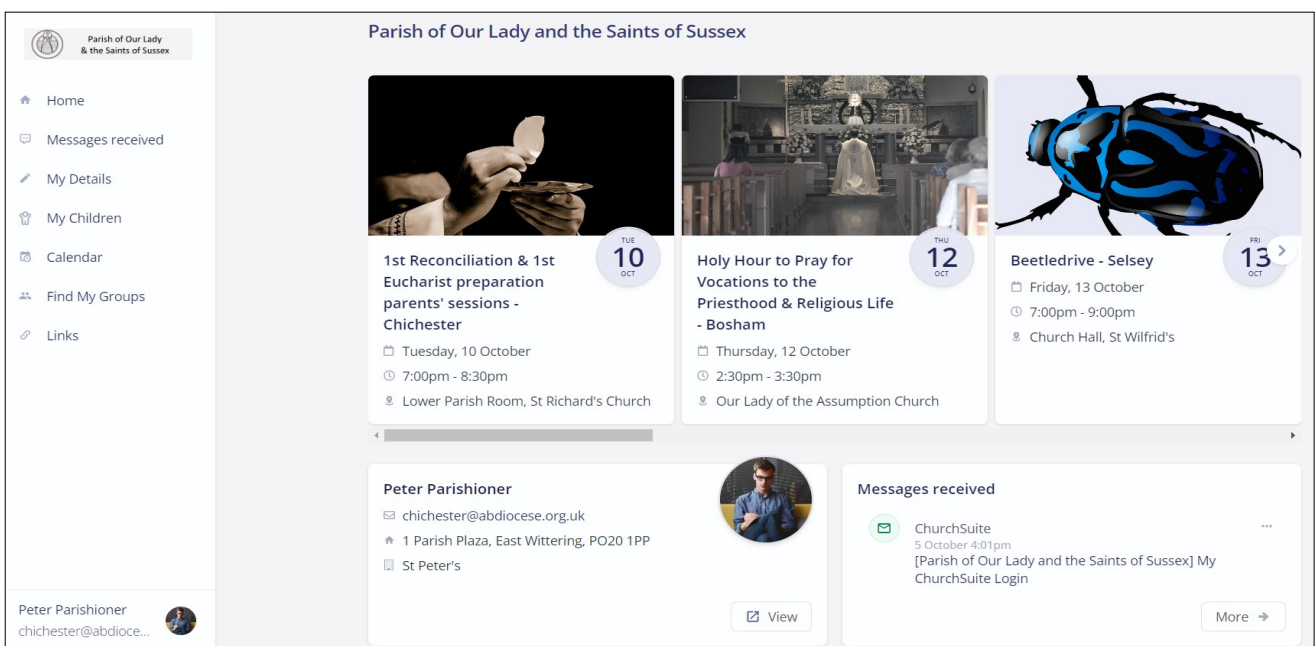 Parish of Our Lady
& the Saints of Sussex
Home
Messages received
My Details
My Children
Calendar
Find My Groups
Links
Peter Parishioner
chichester@abdioce...
Parish of Our Lady and the Saints of Sussex
TUE
10
OCT
1st Reconciliation & 1st
Eucharist preparation
parents' sessions -
Chichester
Tuesday, 10 October
7:00pm - 8:30pm
Lower Parish Room, St Richard's Church
THU
12
OCT
Holy Hour to Pray for
Vocations to the
Priesthood & Religious Life
- Bosham
Thursday, 12 October
2:30pm - 3:30pm
Our Lady of the Assumption Church
FRI
13
OCT
Beetledrive - Selsey
Friday, 13 October
7:00pm - 9:00pm
Church Hall, St Wilfrid's
Peter Parishioner
chichester@abdiocese.org.uk
1 Parish Plaza, East Wittering, PO20 1PP
St Peter's
View
Messages received
ChurchSuite
5 October 4:01pm
[Parish of Our Lady and the Saints of Sussex] My
ChurchSuite Login
More